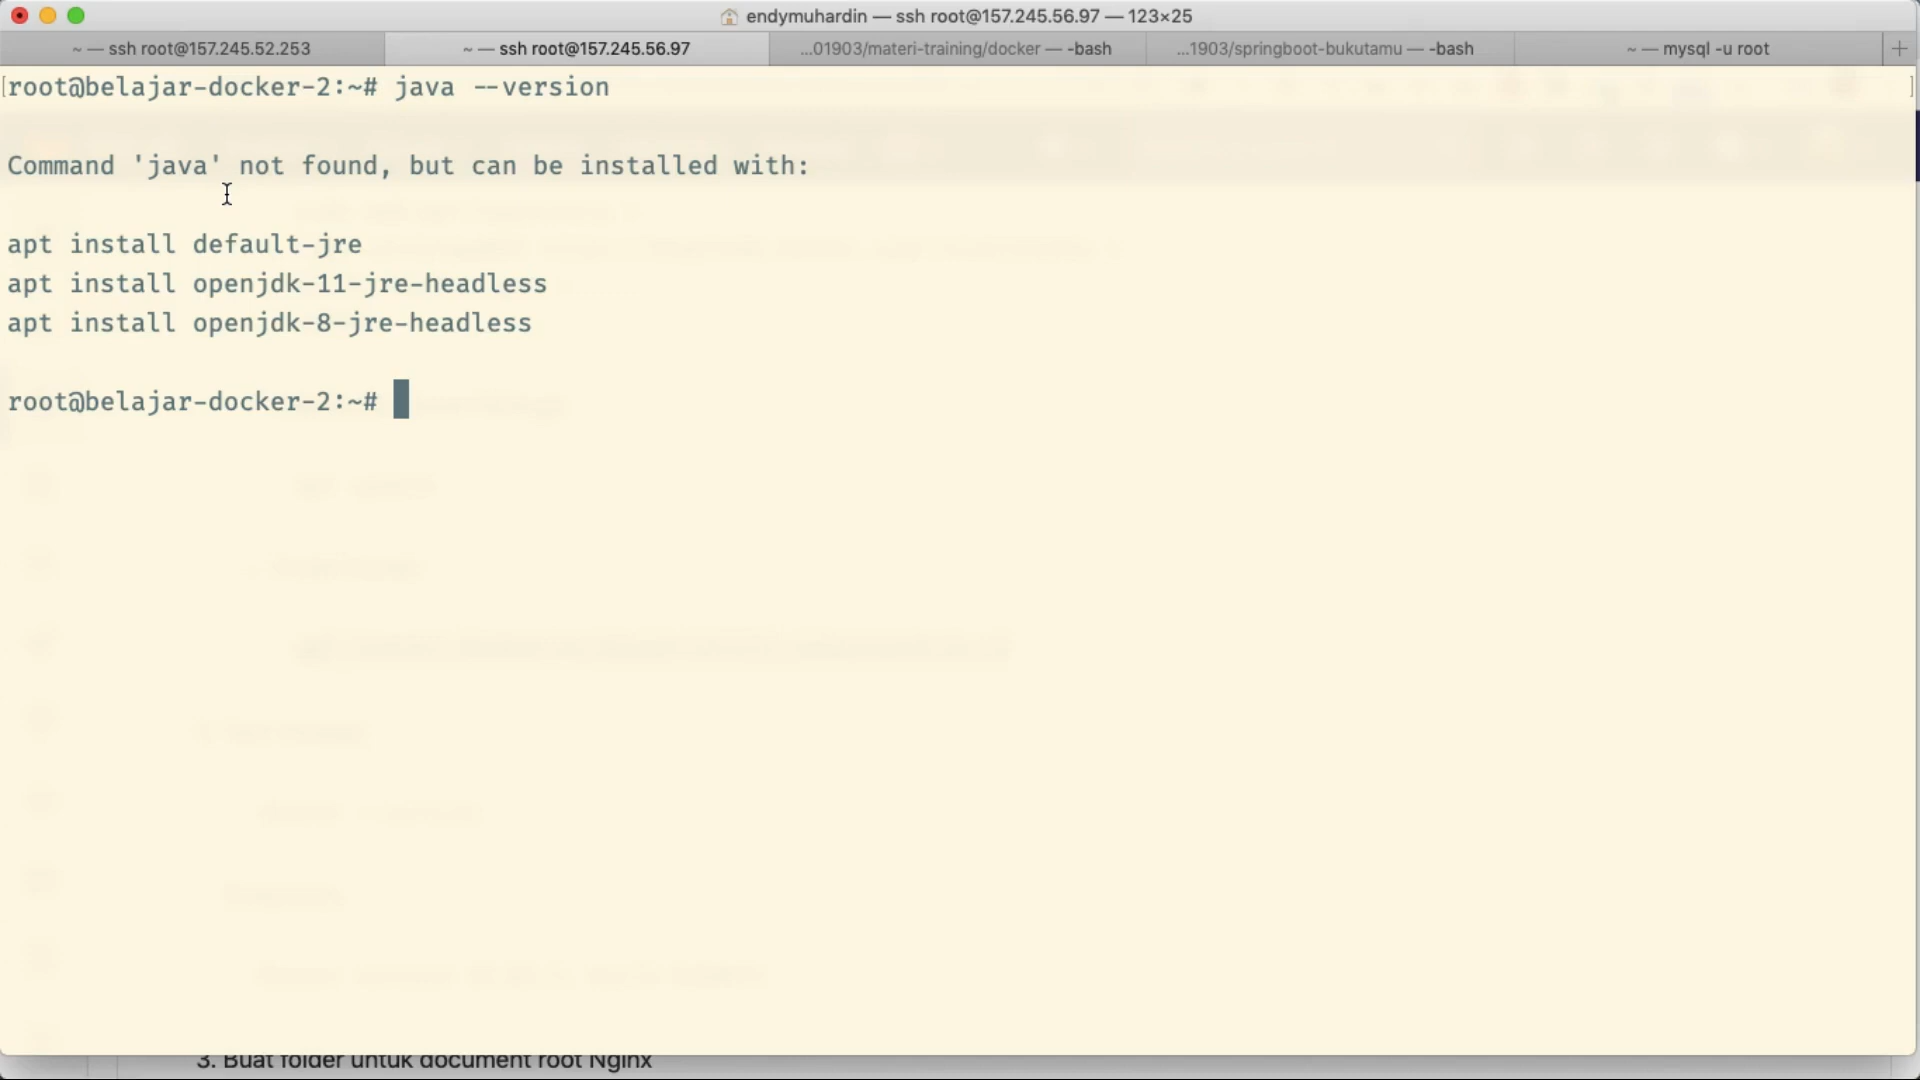 endymuhardin — ssh root@157.245.56.97 — 123×25
~ — ssh root@157.245.52.253
~ — ssh root@157.245.56.97
...01903/materi-training/docker — -bash
...1903/springboot-bukutamu — -bash
~ — mysql -u root
[root@belajar-docker-2:~# java --version ]
Command 'java' not found, but can be installed with:
apt install default-jre
apt install openjdk-11-jre-headless
apt install openjdk-8-jre-headless
root@belajar-docker-2:~#
3. Buat folder untuk document root Nginx